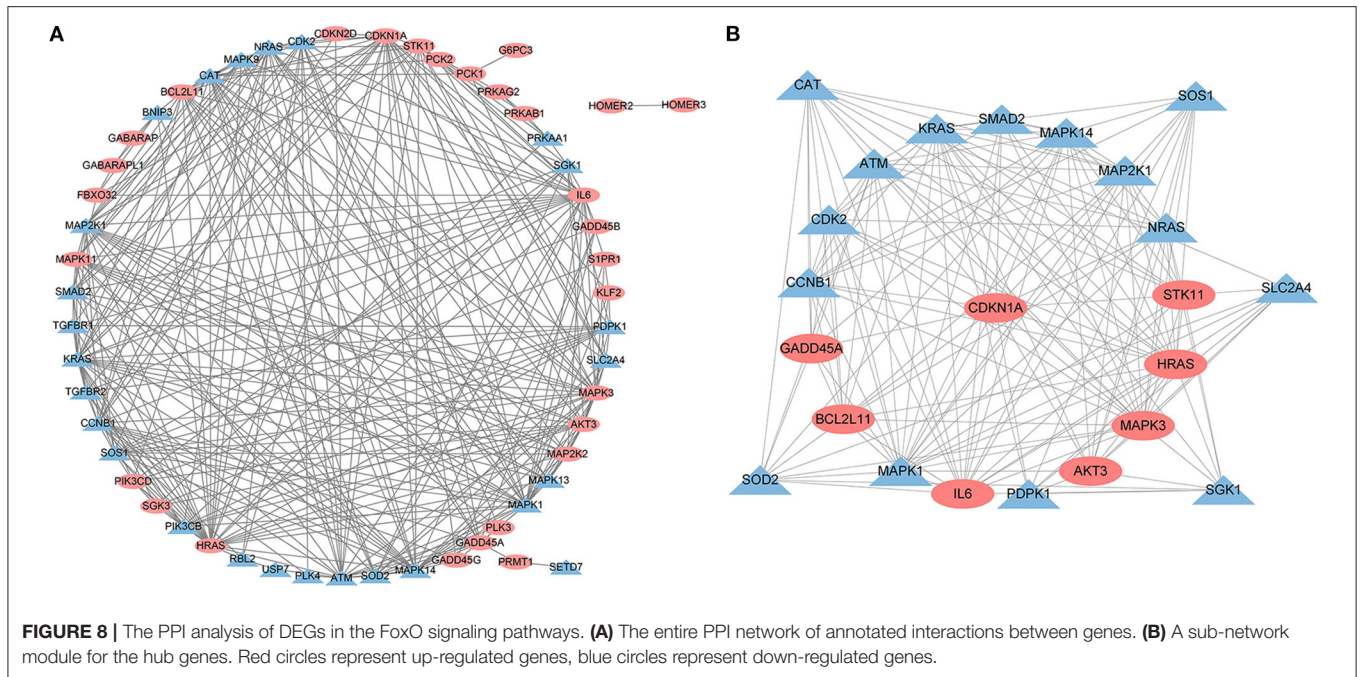 A
B
CDKN2D
CDKN1A
CDK2
STK11
NRAS
PCK2
G6PC3
MAPK9
PCK1
CAT
PRKAG2
BCL2L11
PRKAB1
HOMER2
HOMER3
BNIP3
PRKAA1
GABARAP
SGK1
GABARAPL1
IL6
FBXO32
GADD45B
MAP2K1
S1PR1
MAPK11
KLF2
SMAD2
PDPK1
TGFBR1
SLC2A4
KRAS
MAPK3
TGFBR2
AKT3
CCNB1
MAP2K2
SOS1
MAPK13
PIK3CD
MAPK1
SGK3
PLK3
PIK3CB
GADD45A
HRAS
GADD45G
PRMT1
SETD7
RBL2
USP7
PLK4
ATM
SOD2
MAPK14
CAT
SOS1
SMAD2
KRAS
MAPK14
ATM
MAP2K1
CDK2
NRAS
CCNB1
SLC2A4
STK11
CDKN1A
GADD45A
HRAS
BCL2L11
MAPK3
SOD2
MAPK1
AKT3
IL6
PDPK1
SGK1
FIGURE 8 | The PPI analysis of DEGs in the FoxO signaling pathways. (A) The entire PPI network of annotated interactions between genes. (B) A sub-network
module for the hub genes. Red circles represent up-regulated genes, blue circles represent down-regulated genes.